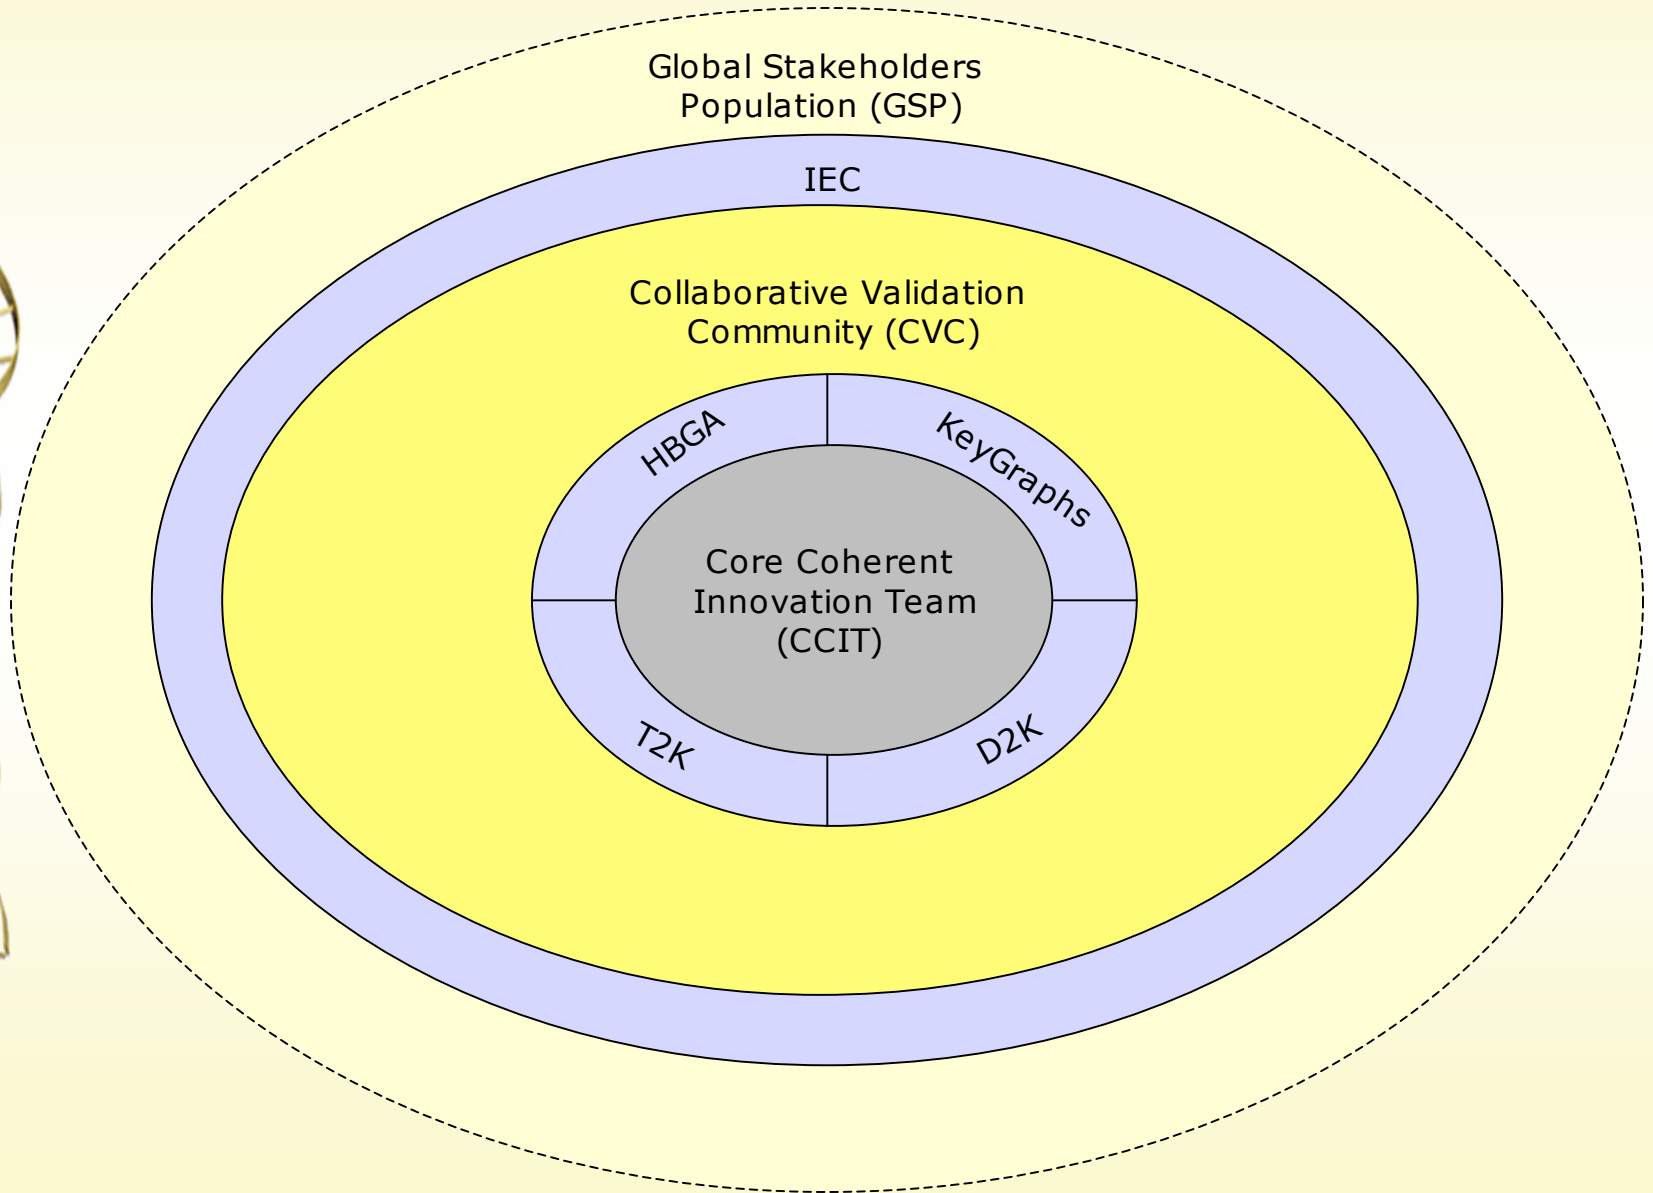 Global Stakeholders
Population (GSP)
IEC
Collaborative Validation
Community (CVC)
HBGA
KeyGraphs
Core Coherent
Innovation Team
(CCIT)
T2K
D2K